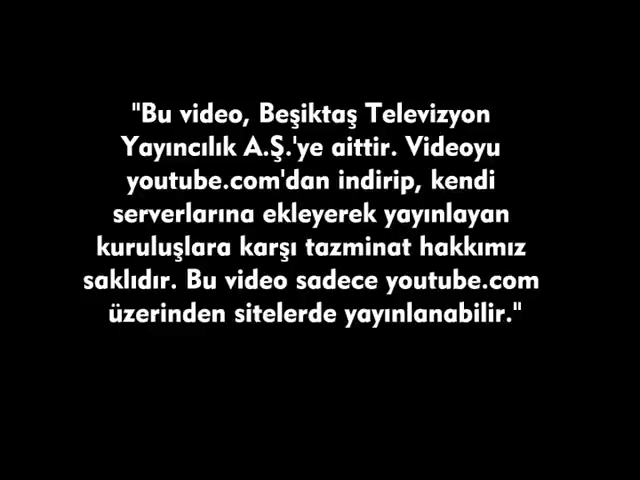 "Bu video, Beşiktaş Televizyon
Yayıncılık A.Ş.'ye aittir. Videoyu
youtube.com'dan indirip, kendi
serverlarına ekleyerek yayınlayan
kuruluşlara karşı tazminat hakkımız
saklıdır. Bu video sadece youtube.com
üzerinden sitelerde yayınlanabilir."